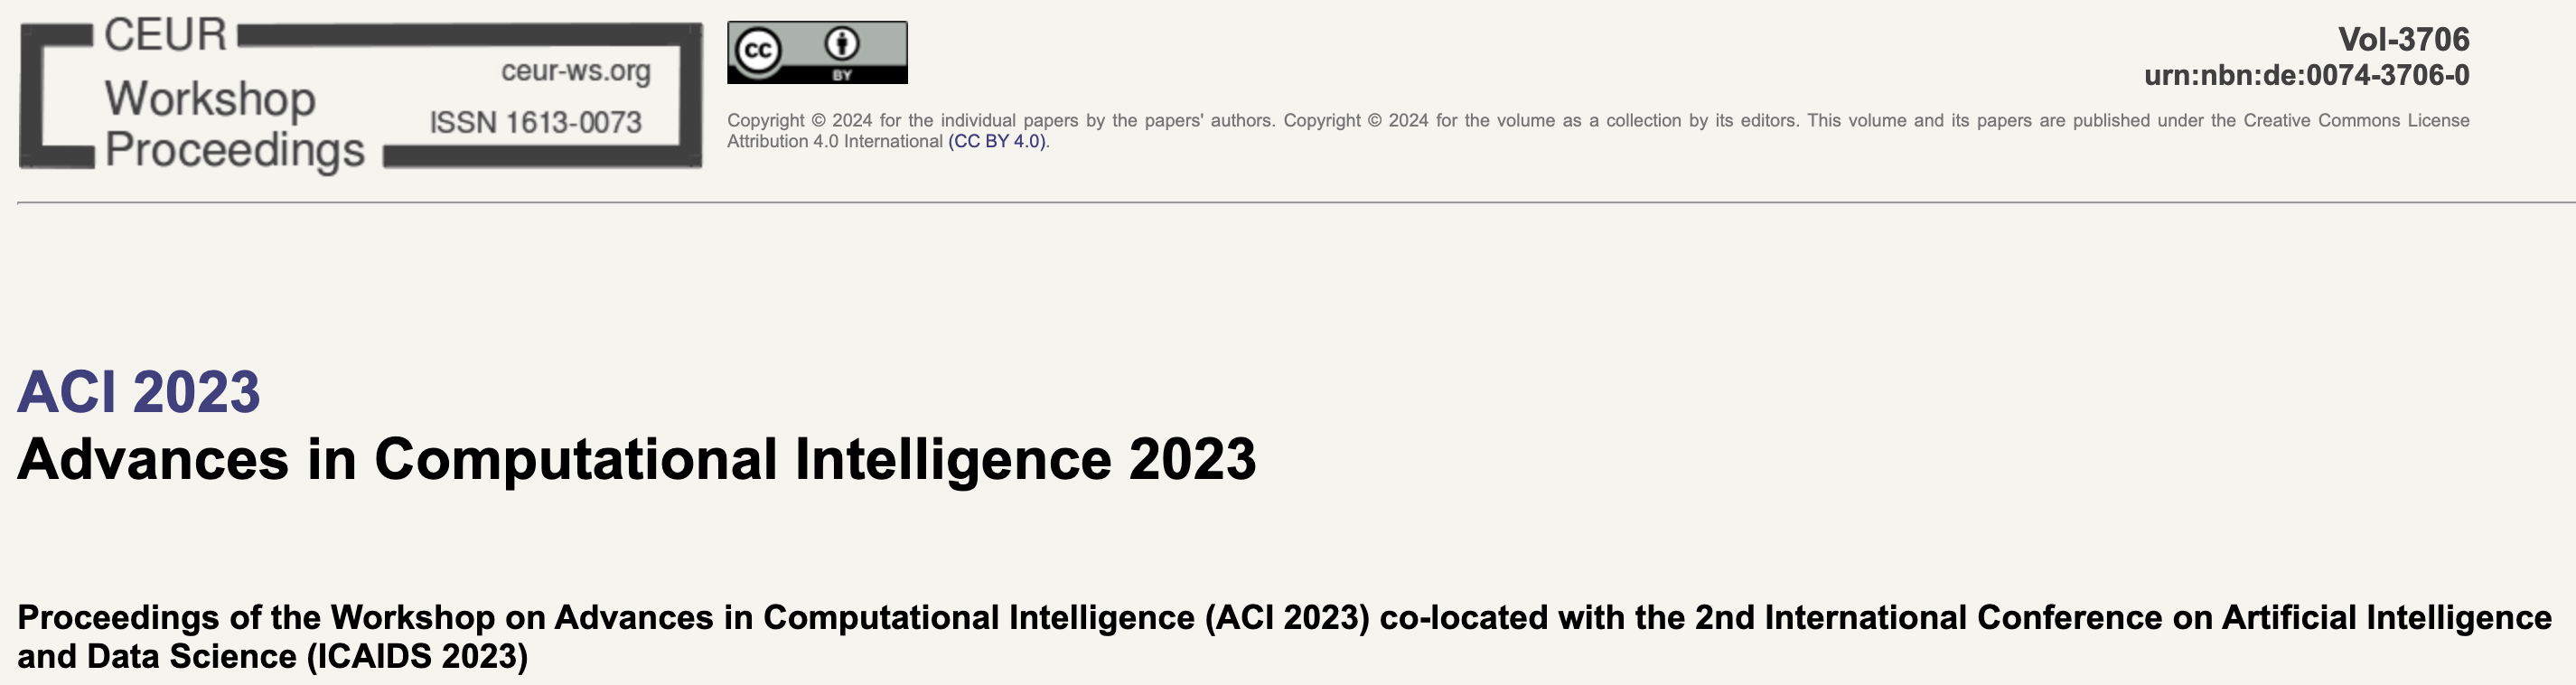 CEUR
Workshop
Proceedings
ceur-ws.org
ISSN 1613-0073
cc
BY
Vol-3706
urn:nbn:de:0074-3706-0
Copyright © 2024 for the individual papers by the papers' authors. Copyright © 2024 for the volume as a collection by its editors. This volume and its papers are published under the Creative Commons License
Attribution 4.0 International (CC BY 4.0).
ACI 2023
Advances in Computational Intelligence 2023
Proceedings of the Workshop on Advances in Computational Intelligence (ACI 2023) co-located with the 2nd International Conference on Artificial Intelligence
and Data Science (ICAIDS 2023)